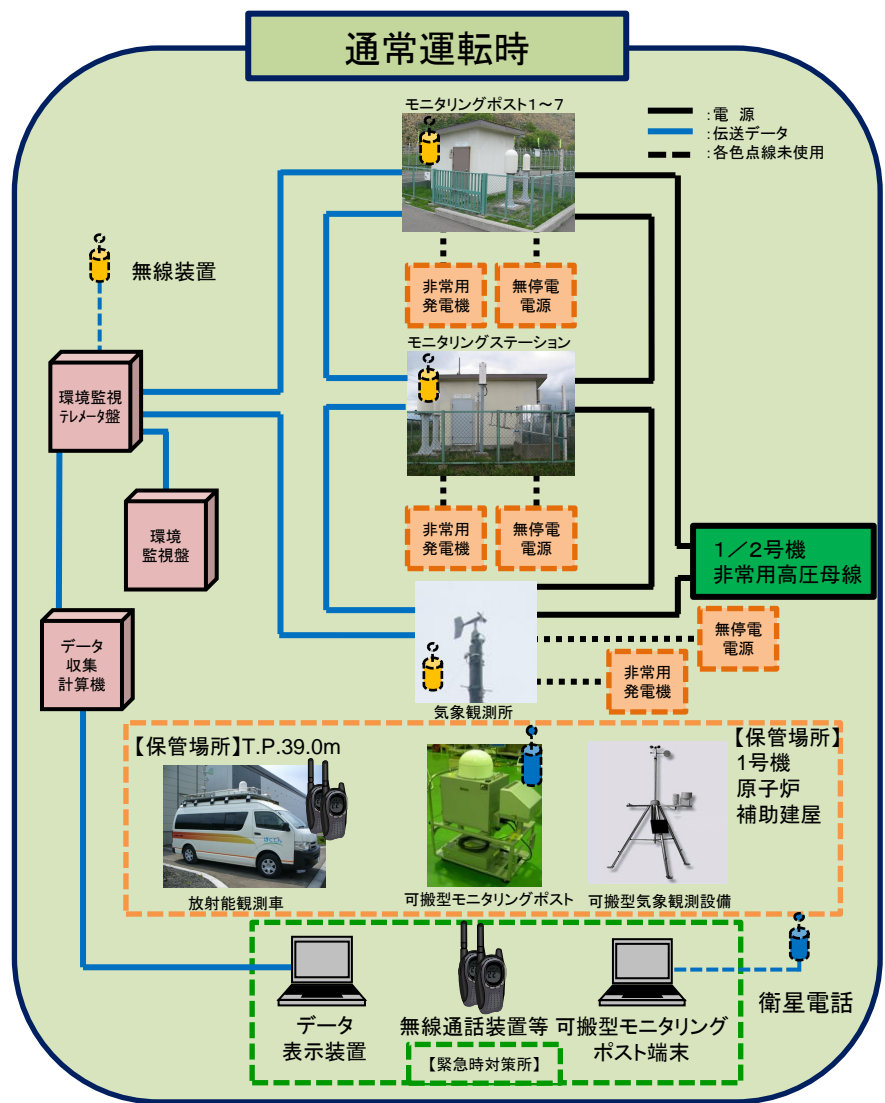 通常運転時
モニタリングポスト1～7
:電 源
:伝送データ
:各色点線未使用
無線装置
非常用
発電機
無停電
電源
モニタリングステーション
環境監視
テレメータ盤
環境
監視盤
非常用
発電機
無停電
電源
1／2号機
非常用高圧母線
無停電
電源
非常用
発電機
データ
収集
計算機
気象観測所
【保管場所】T.P.39.0m
【保管場所】
1号機
原子炉
補助建屋
放射能観測車
可搬型モニタリングポスト
可搬型気象観測設備
データ
表示装置
無線通話装置等
可搬型モニタリング
ポスト端末
衛星電話
【緊急時対策所】